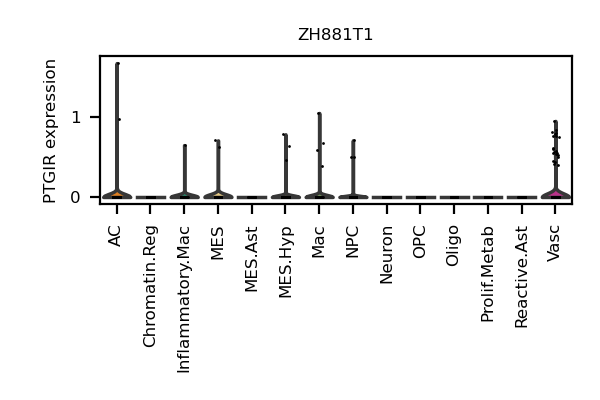 ZH881T1
PTGIR expression
1
0
AC
Chromatin.Reg
Inflammatory.Mac
MES
MES.Ast
MES.Hyp
Mac
NPC
Neuron
OPC
Oligo
Prolif.Metab
Reactive.Ast
Vasc